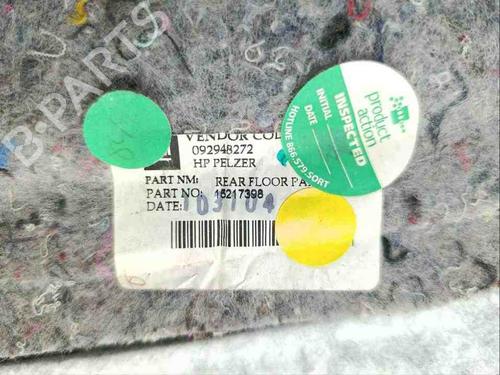 PARTS
VENDOR COD
092948272
HP PELZER
PART NM: REAR FLOOR PA
PART NO: 15217398
DATE:
product
action
INSPECTED
INITIAL
DATE
HOTLINE 866-579-SORT